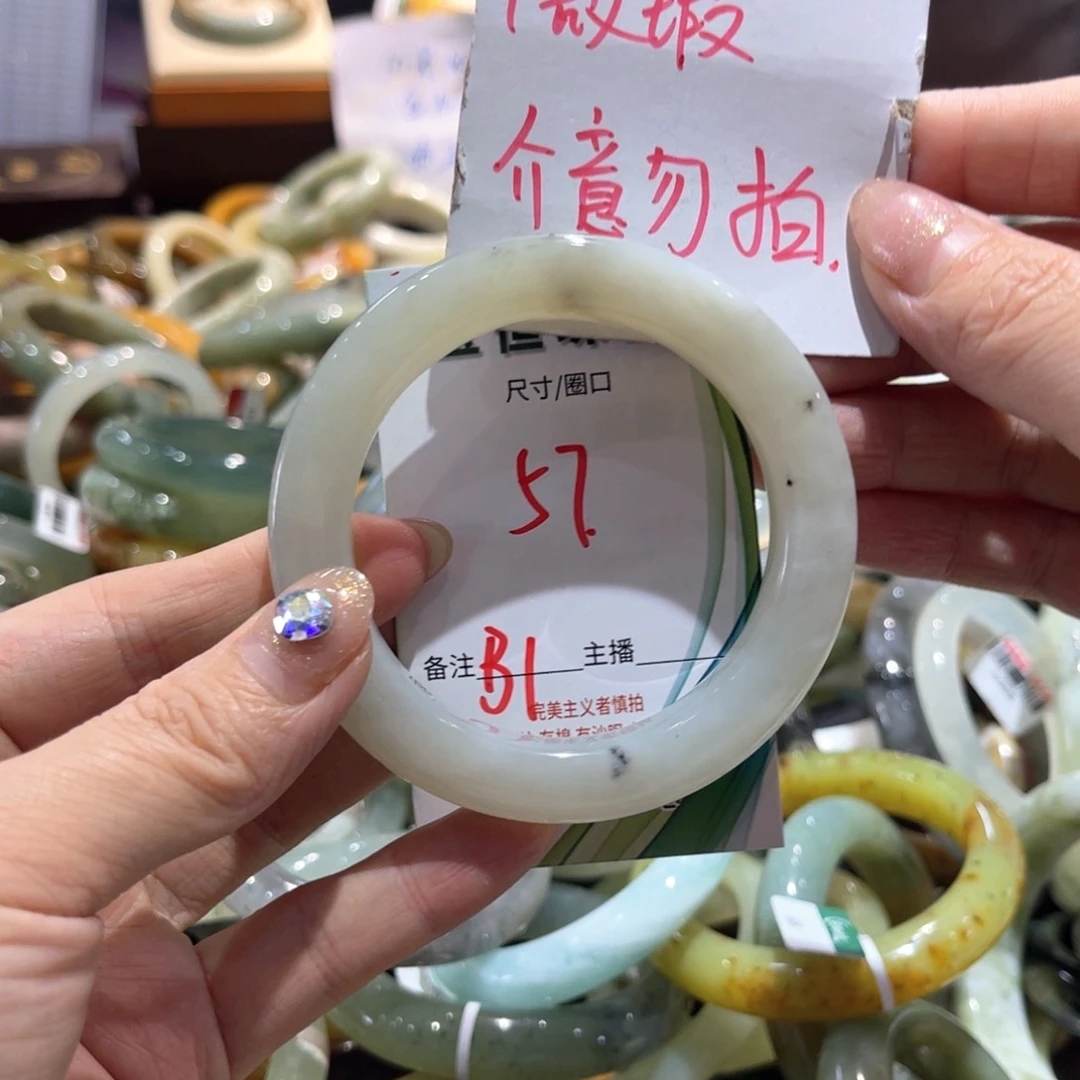 微瑕
介意勿拍.
尺寸/圈口
57.
备注 B1 主播
完美主义者慎拍